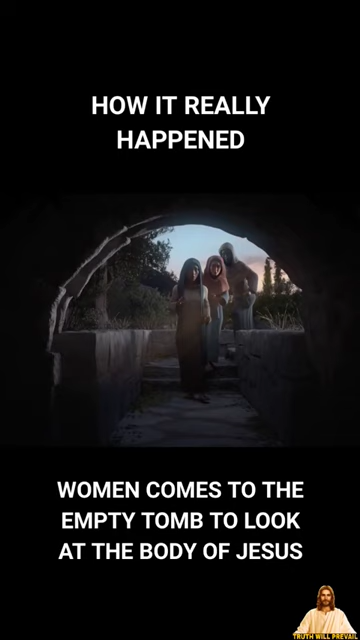 HOW IT REALLY
HAPPENED
WOMEN COMES TO THE
EMPTY TOMB TO LOOK
AT THE BODY OF JESUS
TRUTH WILL PREVAIL